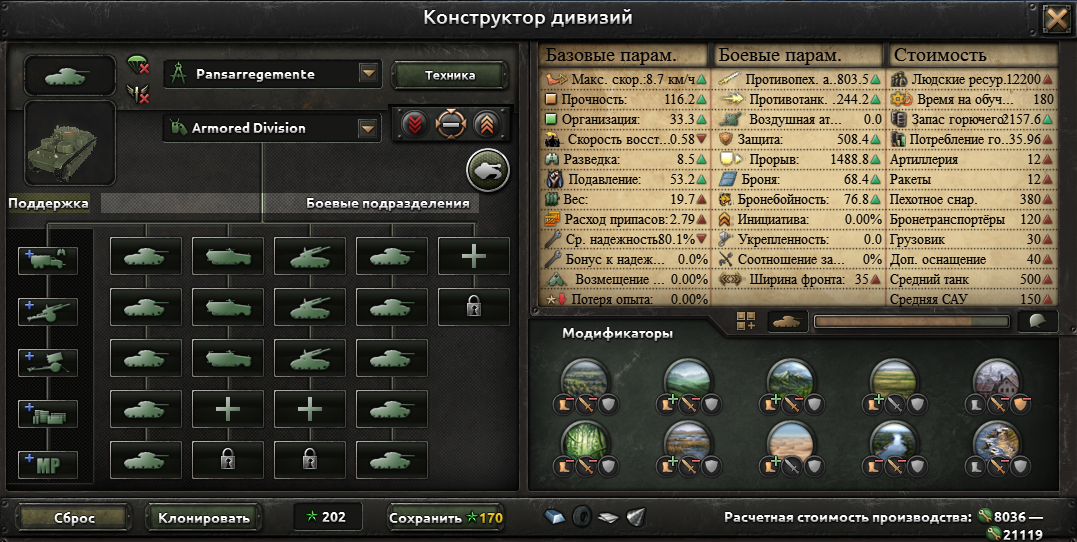 Конструктор дивизий
Pansarregemente
Техника
Armored Division
Поддержка
Боевые подразделения
MP
Базовые парам.
Макс. скор.:8.7 км/ч
Прочность: 116.2
Организация: 33.3
Скорость восст...0.58
Разведка: 8.5
Подавление: 53.2
Вес: 19.7
Расход припасов: 2.79
Ср. надежность80.1%
Бонус к надеж... 0.0%
Возмещение ... 0.00%
Потеря опыта: 0.00%
Боевые парам.
Противопех. а..803.5
Противотанк. ..244.2
Воздушная ат... 0.0
Защита: 508.4
Прорыв: 1488.8
Броня: 68.4
Бронебойность: 76.8
Инициатива: 0.00%
Укрепленность: 0.0
Соотношение за... 0%
Ширина фронта: 35
Стоимость
Людские ресур.12200
Время на обуч... 180
Запас горючего2157.6
Потребление го..35.96
Артиллерия 12
Ракеты 12
Пехотное снар. 380
Бронетранспортёры 120
Грузовик 30
Доп. оснащение 40
Средний танк 500
Средняя САУ 150
Модификаторы
Сброс
Клонировать
202
Сохранить 170
Расчетная стоимость производства: 8036 —
21119